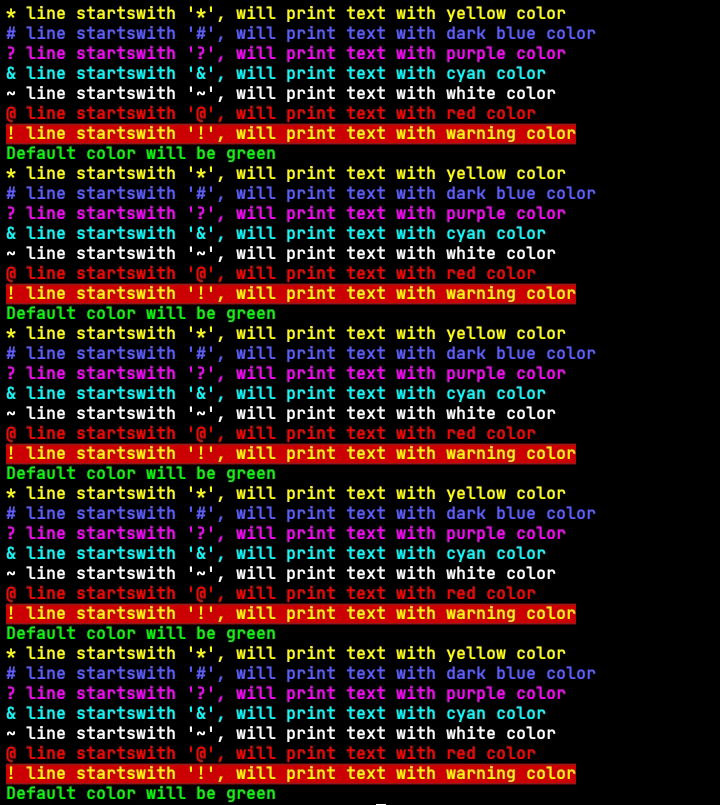 * line startswith '*', will print text with yellow color
# line startswith '#', will print text with dark blue color
? line startswith '?', will print text with purple color
& line startswith '&', will print text with cyan color
~ line startswith '~', will print text with white color
@ line startswith '@', will print text with red color
! line startswith '!', will print text with warning color
Default color will be green
* line startswith '*', will print text with yellow color
# line startswith '#', will print text with dark blue color
? line startswith '?', will print text with purple color
& line startswith '&', will print text with cyan color
~ line startswith '~', will print text with white color
@ line startswith '@', will print text with red color
! line startswith '!', will print text with warning color
Default color will be green
* line startswith '*', will print text with yellow color
# line startswith '#', will print text with dark blue color
? line startswith '?', will print text with purple color
& line startswith '&', will print text with cyan color
~ line startswith '~', will print text with white color
@ line startswith '@', will print text with red color
! line startswith '!', will print text with warning color
Default color will be green
* line startswith '*', will print text with yellow color
# line startswith '#', will print text with dark blue color
? line startswith '?', will print text with purple color
& line startswith '&', will print text with cyan color
~ line startswith '~', will print text with white color
@ line startswith '@', will print text with red color
! line startswith '!', will print text with warning color
Default color will be green
* line startswith '*', will print text with yellow color
# line startswith '#', will print text with dark blue color
? line startswith '?', will print text with purple color
& line startswith '&', will print text with cyan color
~ line startswith '~', will print text with white color
@ line startswith '@', will print text with red color
! line startswith '!', will print text with warning color
Default color will be green